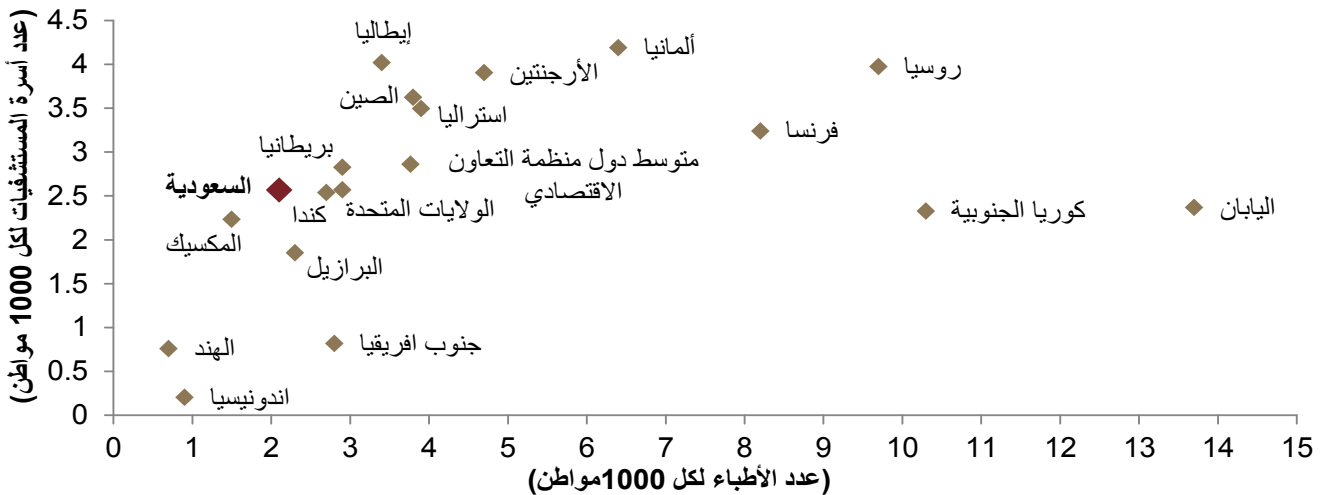 (عدد أسرة المستشفيات لكل 1000 مواطن)
4.5
4
3.5
3
2.5
2
1.5
1
0.5
0
إيطاليا
ألمانيا
الأرجنتين
روسيا
الصين
استراليا
فرنسا
بريطانيا
متوسط دول منظمة التعاون
الاقتصادي
السعودية
كندا
الولايات المتحدة
كوريا الجنوبية
اليابان
المكسيك
البرازيل
الهند
جنوب افريقيا
اندونيسيا
0 1 2 3 4 5 6 7 8 9 10 11 12 13 14 15
(عدد الأطباء لكل 1000مواطن)